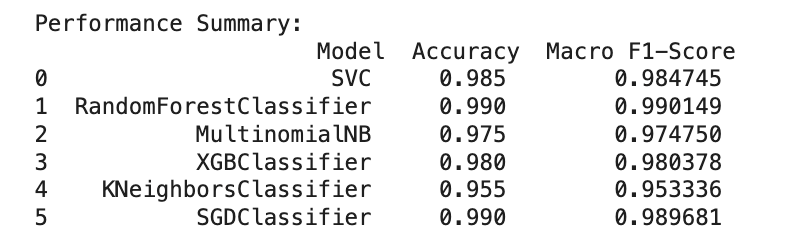 Performance Summary:
Model Accuracy Macro F1-Score
0 SVC 0.985 0.984745
1 RandomForestClassifier 0.990 0.990149
2 MultinomialNB 0.975 0.974750
3 XGBClassifier 0.980 0.980378
4 KNeighborsClassifier 0.955 0.953336
5 SGDClassifier 0.990 0.989681